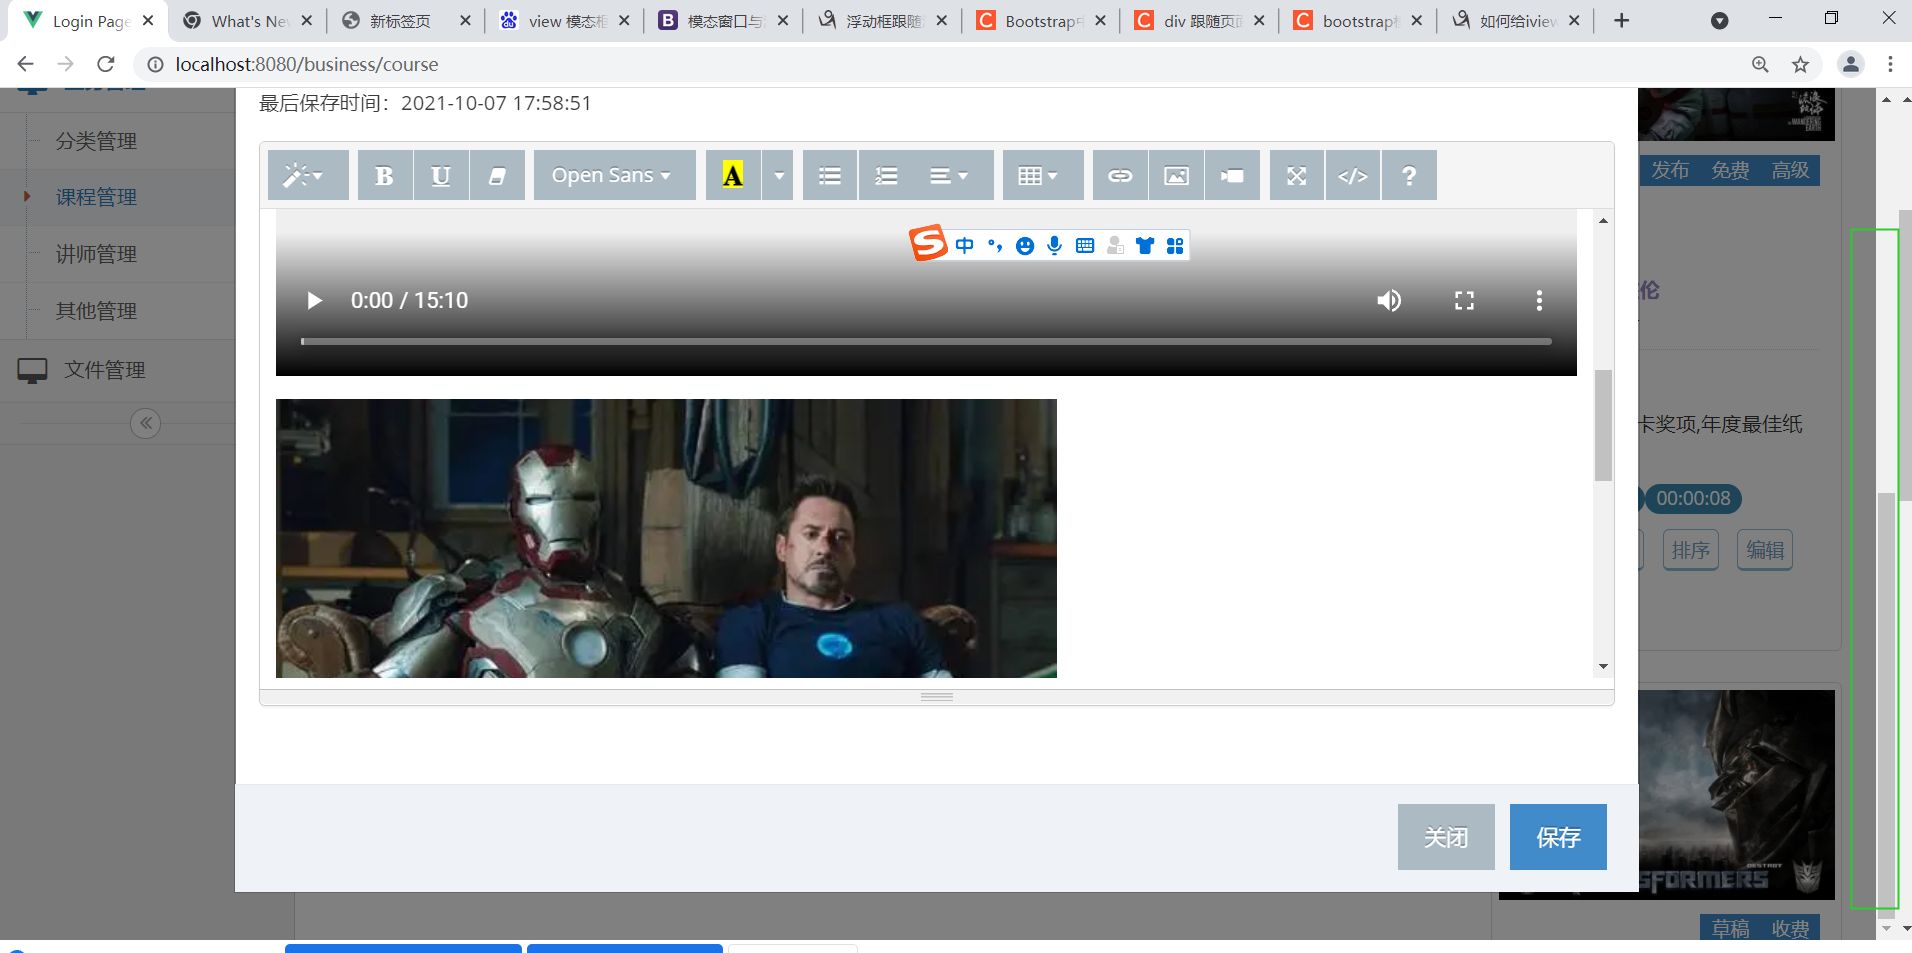 Login Page
What's Ne
新标签页
view 模态框
模态窗口与
浮动框跟随
Bootstrap
div 跟随页面
bootstrap
如何给iview
localhost:8080/business/course
最后保存时间：2021-10-07 17:58:51
分类管理
课程管理
讲师管理
其他管理
文件管理
B U Open Sans A </> ?
中
0:00 / 15:10
发布 免费 高级
伦
卡奖项,年度最佳纸
00:00:08
排序 编辑
关闭 保存
DESTROY
SFORMERS
草稿 收费